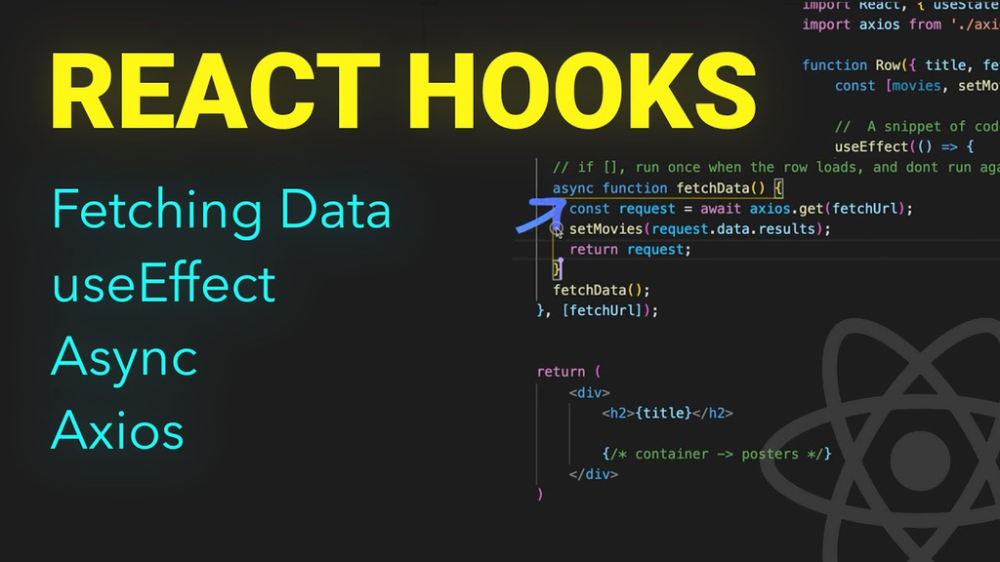 REACT HOOKS
Fetching Data
useEffect
Async
Axios
import React, { useState
import axios from './axi
function Row({ title, fe
const [movies, setMo
// A snippet of cod
useEffect(() => {
// if [], run once when the row loads, and dont run aga
async function fetchData() {
const request = await axios.get(fetchUrl);
setMovies(request.data.results);
return request;
}
fetchData();
}, [fetchUrl]);
return (
<div>
<h2>{title}</h2>
{/* container -> posters */}
</div>
)